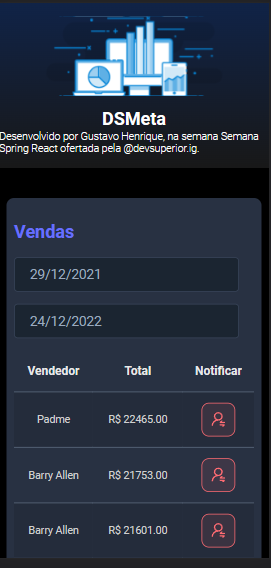 DSMeta
Desenvolvido por Gustavo Henrique, na semana Semana
Spring React ofertada pela @devsuperior.ig.
Vendas
29/12/2021
24/12/2022
Vendedor Total Notificar
Padme R$ 22465.00
Barry Allen R$ 21753.00
Barry Allen R$ 21601.00